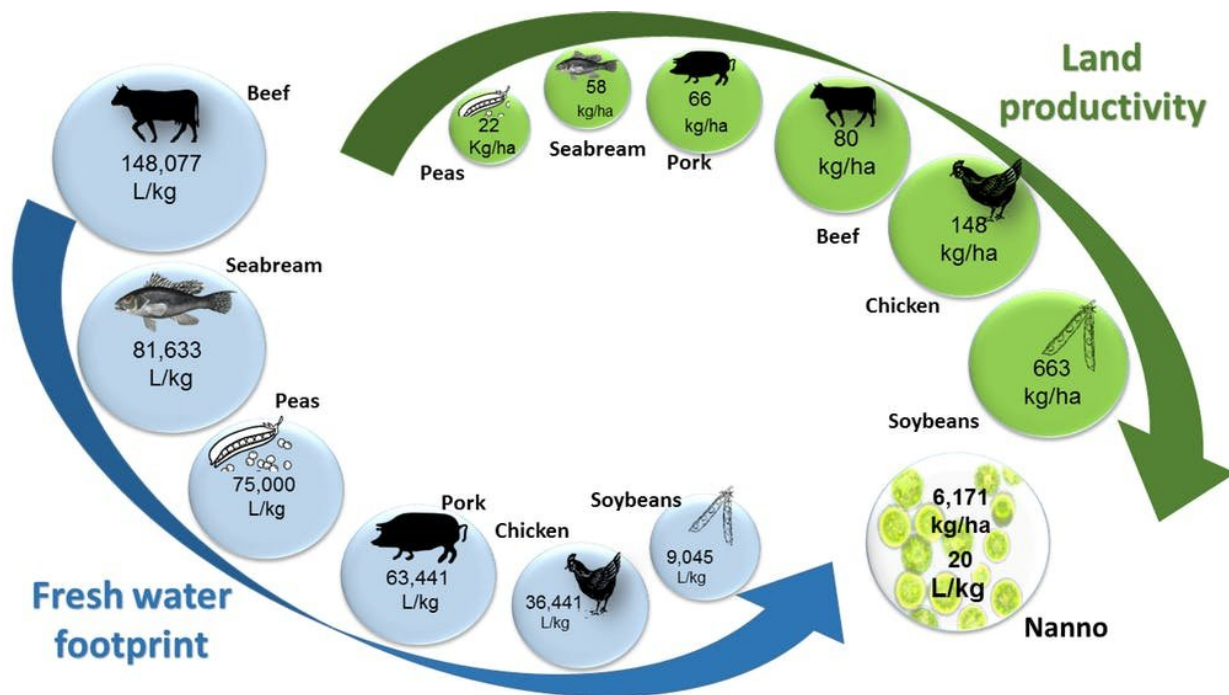 Beef
148,077
L/kg
Seabream
81,633
L/kg
Peas
75,000
L/kg
Pork
63,441
L/kg
Chicken
36,441
L/kg
Soybeans
9,045
L/kg
Fresh water
footprint
Land
productivity
22
Kg/ha
Peas
58
kg/ha
Seabream
66
kg/ha
Pork
80
kg/ha
Beef
148
kg/ha
Chicken
663
kg/ha
Soybeans
6,171
kg/ha
20
L/kg
Nanno